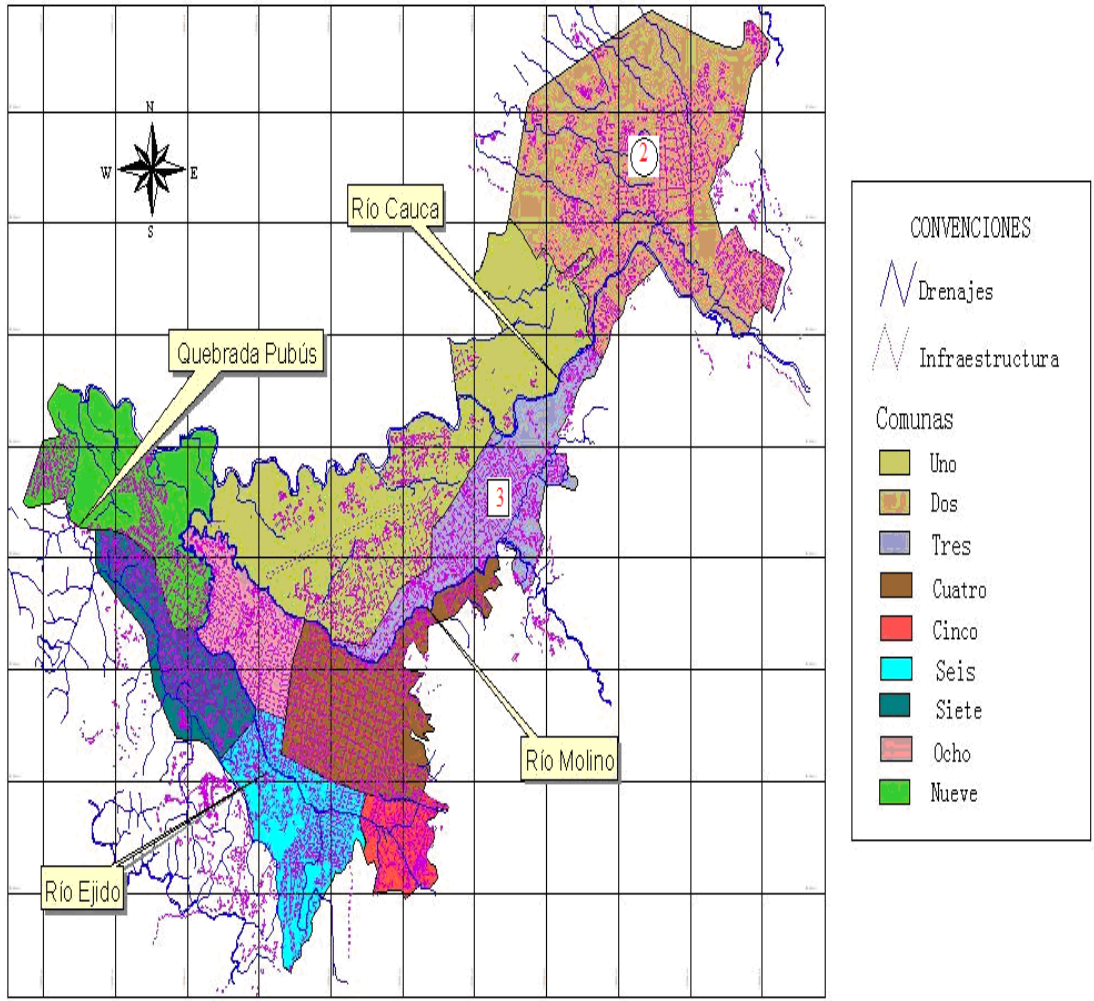 N
W
E
S
2
Río Cauca
Quebrada Pubús
3
Río Molino
Río Ejido
CONVENCIONES
Drenajes
Infraestructura
Comunas
Uno
Dos
Tres
Cuatro
Cinco
Seis
Siete
Ocho
Nueve